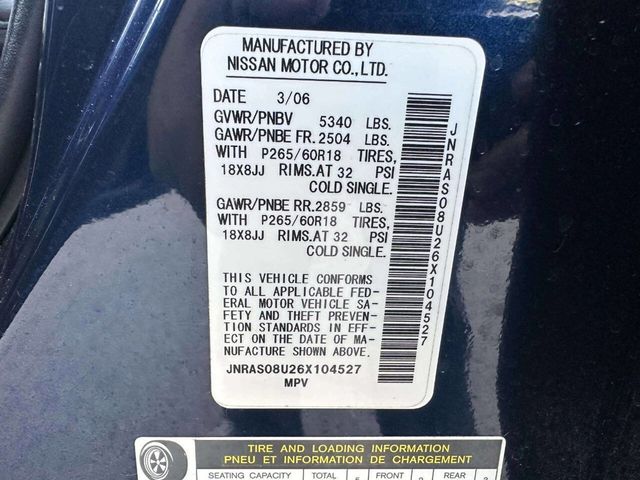 MANUFACTURED BY
NISSAN MOTOR CO., LTD.
DATE 3/06
GVWR/PNBV 5340 LBS.
GAWR/PNBE FR. 2504 LBS.
WITH P265/60R18 TIRES,
18X8JJ RIMS.AT 32 PSI
COLD SINGLE.
GAWR/PNBE RR. 2859 LBS.
WITH P265/60R18 TIRES,
18X8JJ RIMS.AT 32 PSI
COLD SINGLE.
THIS VEHICLE CONFORMS
TO ALL APPLICABLE FED-
ERAL MOTOR VEHICLE SA-
FETY AND THEFT PREVEN-
TION STANDARDS IN EFFECT
ON THE DATE OF MA-
NUFACTURE SHOWN ABOVE.
JNRAS08U26X104527
MPV
JNRAS08U26X104527
TIRE AND LOADING INFORMATION
PNEU ET INFORMATION DE CHARGEMENT
SEATING CAPACITY TOTAL 5 FRONT 2 REAR 3